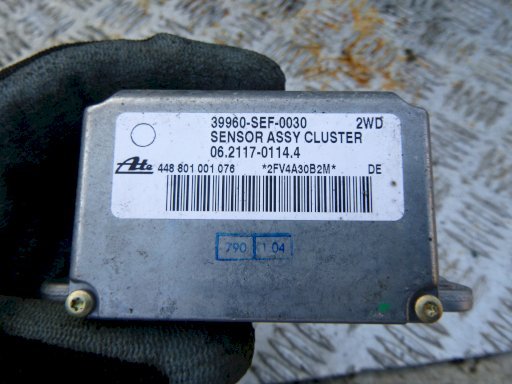 39960-SEF-0030 2WD
SENSOR ASSY CLUSTER
06.2117-0114.4
Ate 448 801 001 076 *2FV4A30B2M* DE
790 1 04